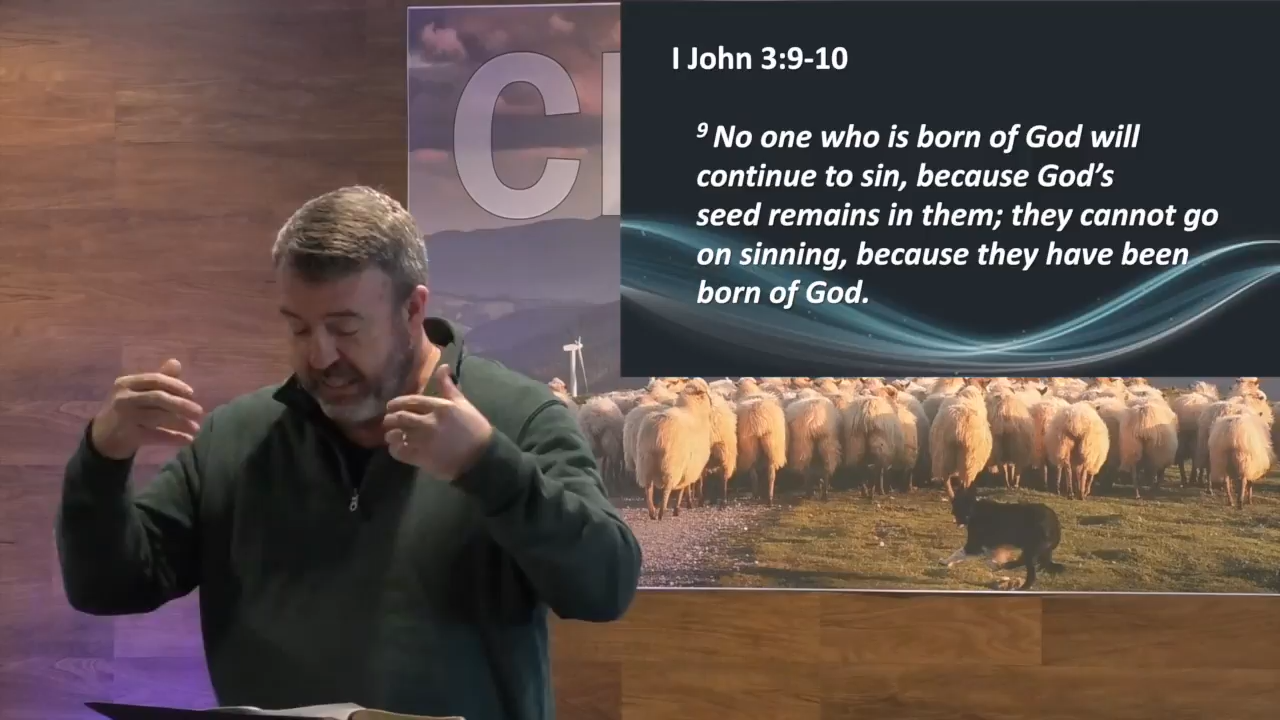 I John 3:9-10
9 No one who is born of God will
continue to sin, because God’s
seed remains in them; they cannot go
on sinning, because they have been
born of God.